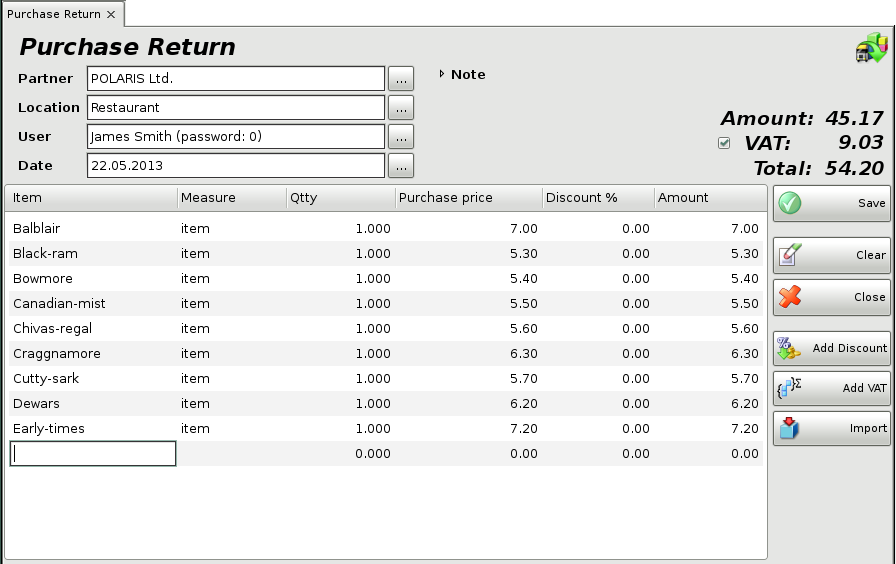 Purchase Return
Purchase Return
Partner POLARIS Ltd. ... Note
Location Restaurant ...
User James Smith (password: 0) ...
Date 22.05.2013 ...
Amount: 45.17
VAT: 9.03
Total: 54.20
Item Measure Qtty Purchase price Discount % Amount
Balblair item 1.000 7.00 0.00 7.00
Black-ram item 1.000 5.30 0.00 5.30
Bowmore item 1.000 5.40 0.00 5.40
Canadian-mist item 1.000 5.50 0.00 5.50
Chivas-regal item 1.000 5.60 0.00 5.60
Craggnamore item 1.000 6.30 0.00 6.30
Cutty-sark item 1.000 5.70 0.00 5.70
Dewars item 1.000 6.20 0.00 6.20
Early-times item 1.000 7.20 0.00 7.20
0.000 0.00 0.00 0.00
Save
Clear
Close
% Add Discount
{}Σ Add VAT
Import